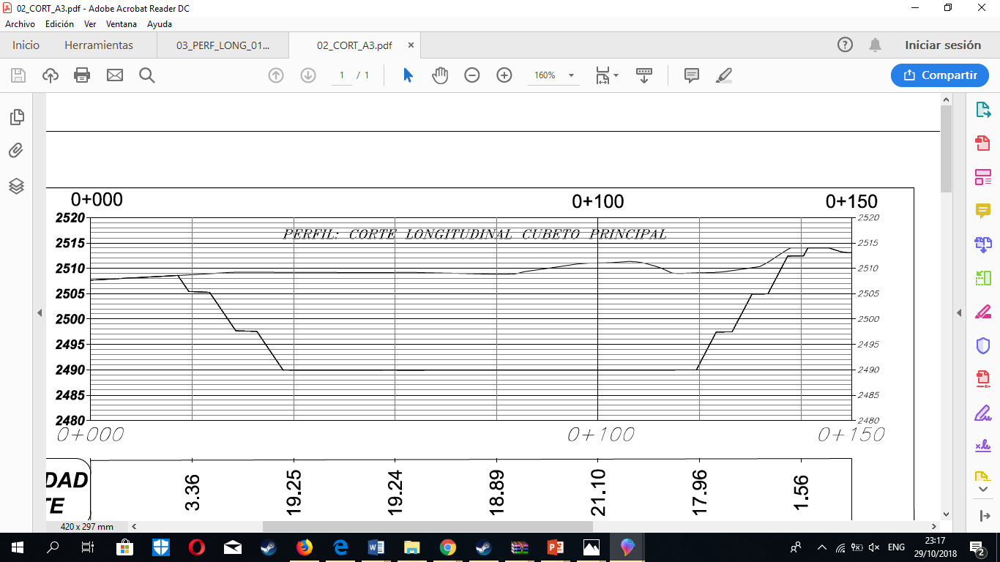 02_CORT_A3.pdf - Adobe Acrobat Reader DC
Archivo Edición Ver Ventana Ayuda
Inicio Herramientas 03_PERF_LONG_01... 02_CORT_A3.pdf × Iniciar sesión
1 / 1 160% Compartir
0+000 0+100 0+150
PERFIL: CORTE LONGITUDINAL CUBETO PRINCIPAL
2520 2520
2515 2515
2510 2510
2505 2505
2500 2500
2495 2495
2490 2490
2485 2485
2480 2480
0+000 0+100 0+150
DAD
TE
3.36 19.25 19.24 18.89 21.10 17.96 1.56
420 x 297 mm
ENG
23:17
29/10/2018
2